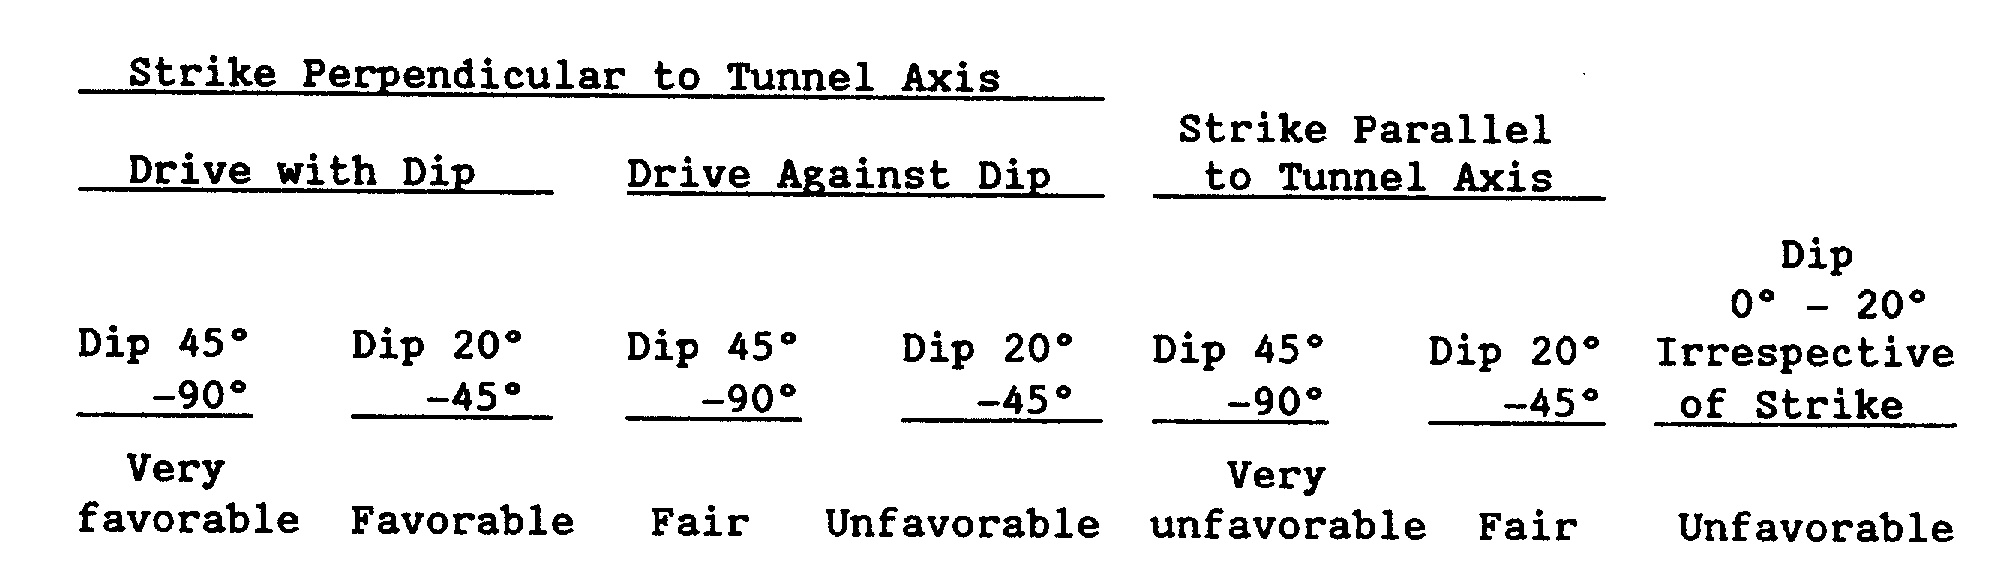 Strike Perpendicular to Tunnel Axis
Strike Parallel
to Tunnel Axis
Drive with Dip Drive Against Dip
Dip
0° - 20°
Irrespective
of Strike
Dip 45° Dip 20° Dip 45° Dip 20° Dip 45° Dip 20°
-90° -45° -90° -45° -90° -45°
Very Very
favorable Favorable Fair Unfavorable unfavorable Fair Unfavorable